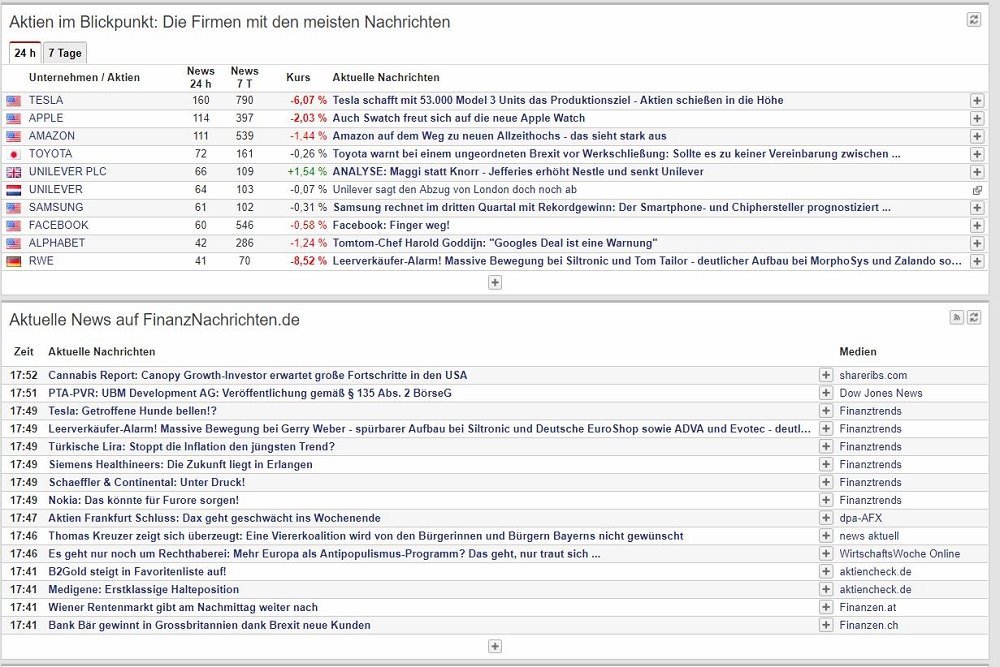 Aktien im Blickpunkt: Die Firmen mit den meisten Nachrichten
24 h 7 Tage
Unternehmen / Aktien News 24 h News 7 T Kurs Aktuelle Nachrichten
TESLA 160 790 -6,07 % Tesla schafft mit 53.000 Model 3 Units das Produktionsziel - Aktien schießen in die Höhe
APPLE 114 397 -2,03 % Auch Swatch freut sich auf die neue Apple Watch
AMAZON 111 539 -1,44 % Amazon auf dem Weg zu neuen Allzeithochs - das sieht stark aus
TOYOTA 72 161 -0,26 % Toyota warnt bei einem ungeordneten Brexit vor Werkschließung: Sollte es zu keiner Vereinbarung zwischen ...
UNILEVER PLC 66 109 +1,54 % ANALYSE: Maggi statt Knorr - Jefferies erhöht Nestle und senkt Unilever
UNILEVER 64 103 -0,07 % Unilever sagt den Abzug von London doch noch ab
SAMSUNG 61 102 -0,31 % Samsung rechnet im dritten Quartal mit Rekordgewinn: Der Smartphone- und Chiphersteller prognostiziert ...
FACEBOOK 60 546 -0,58 % Facebook: Finger weg!
ALPHABET 42 286 -1,24 % Tomtom-Chef Harold Goddijn: "Googles Deal ist eine Warnung"
RWE 41 70 -8,52 % Leerverkäufer-Alarm! Massive Bewegung bei Siltronic und Tom Tailor - deutlicher Aufbau bei MorphoSys und Zalando so...
Aktuelle News auf FinanzNachrichten.de
Zeit Aktuelle Nachrichten Medien
17:52 Cannabis Report: Canopy Growth-Investor erwartet große Fortschritte in den USA shareribs.com
17:51 PTA-PVR: UBM Development AG: Veröffentlichung gemäß § 135 Abs. 2 BörseG Dow Jones News
17:49 Tesla: Getroffene Hunde bellen!? Finanztrends
17:49 Leerverkäufer-Alarm! Massive Bewegung bei Gerry Weber - spürbarer Aufbau bei Siltronic und Deutsche EuroShop sowie ADVA und Evotec - deutl... Finanztrends
17:49 Türkische Lira: Stoppt die Inflation den jüngsten Trend? Finanztrends
17:49 Siemens Healthineers: Die Zukunft liegt in Erlangen Finanztrends
17:49 Schaeffler & Continental: Unter Druck! Finanztrends
17:49 Nokia: Das könnte für Furore sorgen! Finanztrends
17:47 Aktien Frankfurt Schluss: Dax geht geschwächt ins Wochenende dpa-AFX
17:46 Thomas Kreuzer zeigt sich überzeugt: Eine Viererkoalition wird von den Bürgerinnen und Bürgern Bayerns nicht gewünscht news aktuell
17:46 Es geht nur noch um Rechthaberei: Mehr Europa als Antipopulismus-Programm? Das geht, nur traut sich ... WirtschaftsWoche Online
17:41 B2Gold steigt in Favoritenliste auf! aktiencheck.de
17:41 Medigene: Erstklassige Halteposition aktiencheck.de
17:41 Wiener Rentenmarkt gibt am Nachmittag weiter nach Finanzen.at
17:41 Bank Bär gewinnt in Grossbritannien dank Brexit neue Kunden Finanzen.ch